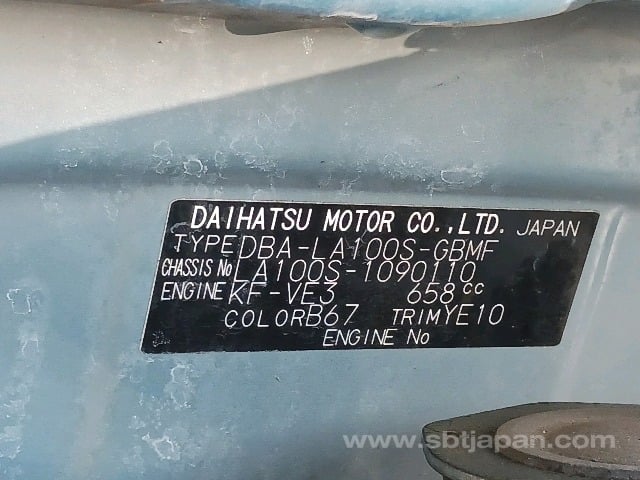 DAIHATSU MOTOR CO.,LTD. JAPAN
TYPE DBA-LA100S-GBMF
CHASSIS No LA100S-1090110
ENGINE KF-VE3 658cc
COLOR B67 TRIM YE10
ENGINE No
www.sbtjapan.com